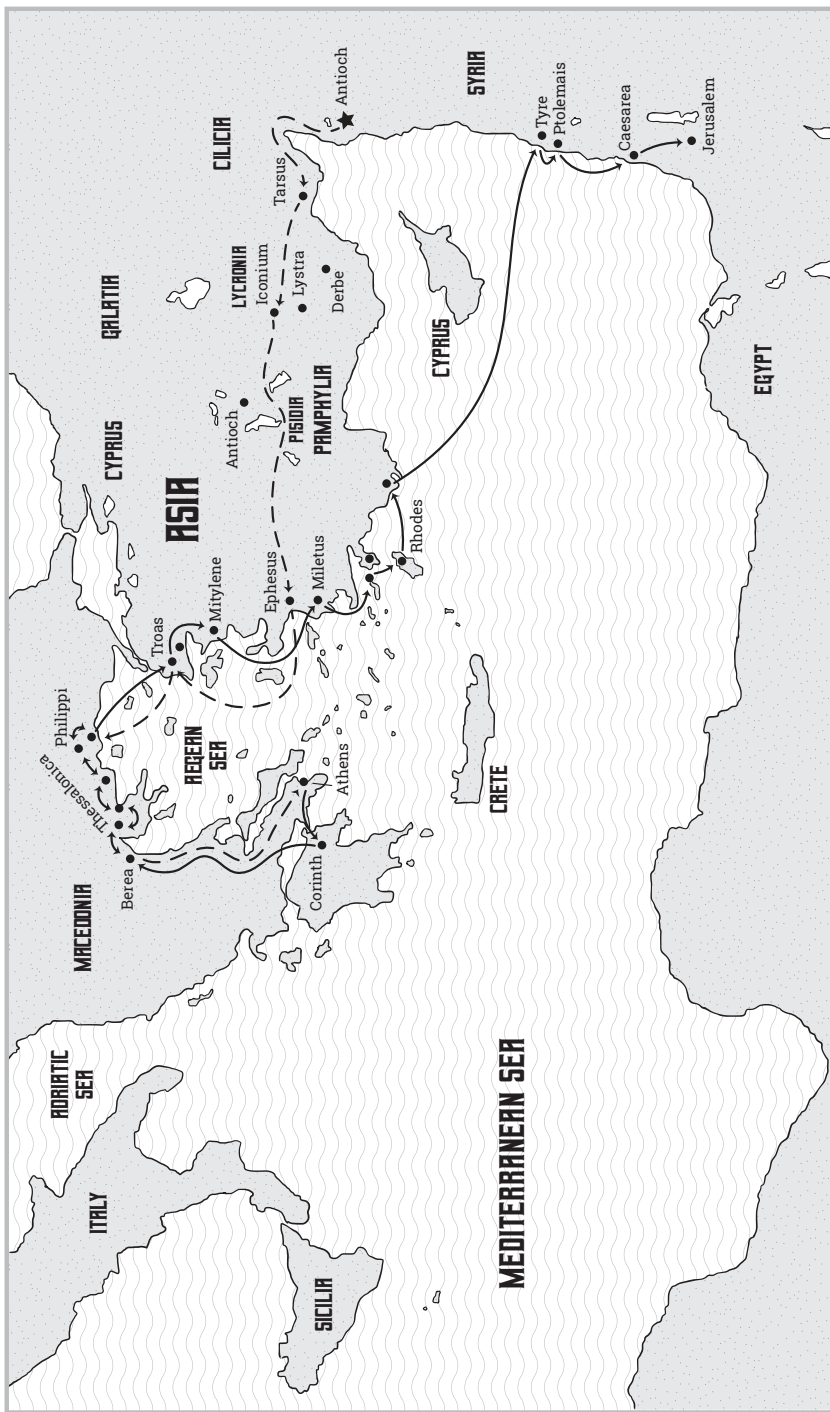 ADRIATIC
SEA
MACEDONIA
Philippi
Thessalonica
Berea
CYPRUS
GALATIA
ITALY
Troas
ASIA
AEGEAN
SEA
Mitylene
CILICIA
Antioch
LYCAONIA
Iconium
Ephesus
PISIDIA
Lystra
Tarsus
SICILIA
Corinth
Athens
Miletus
PAMPHYLIA
Derbe
Antioch
Rhodes
CYPRUS
SYRIA
CRETE
MEDITERRANEAN SEA
Tyre
Ptolemais
Caesarea
EGYPT
Jerusalem